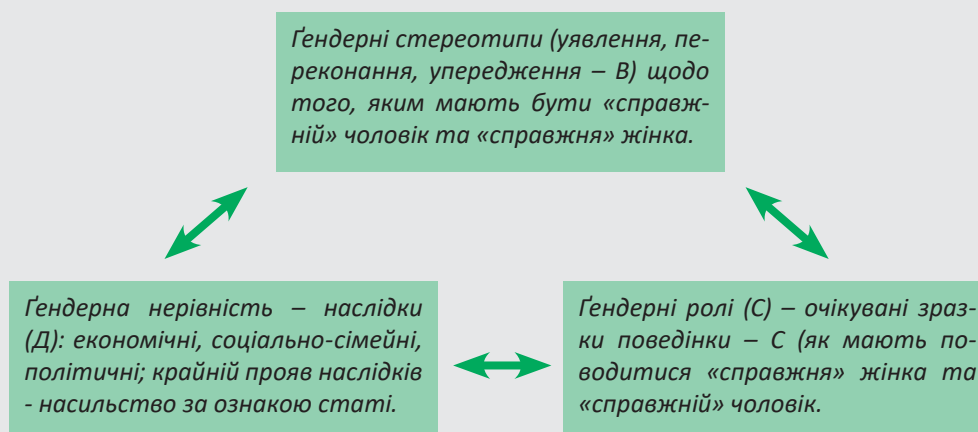 Ґендерні стереотипи (уявлення, пе-
реконання, упередження – В) щодо
того, яким мають бути «справж-
ній» чоловік та «справжня» жінка.
Ґендерна нерівність – наслідки
(Д): економічні, соціально-сімейні,
політичні; крайній прояв наслідків
- насильство за ознакою статі.
Ґендерні ролі (С) – очікувані зраз-
ки поведінки – С (як мають по-
водитися «справжня» жінка та
«справжній» чоловік.